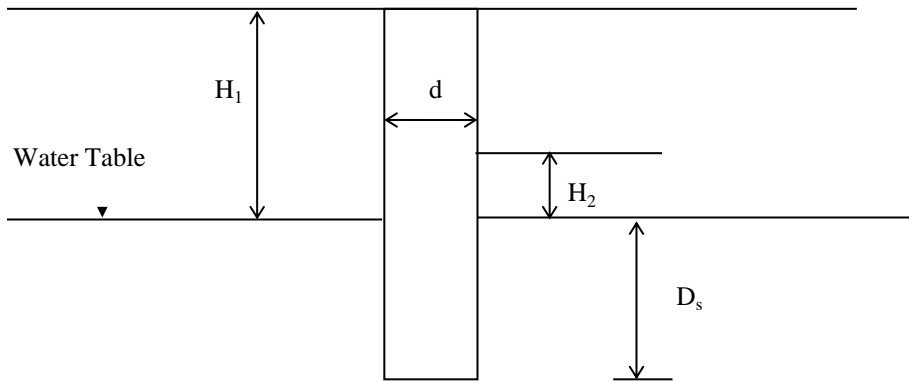 H₁
d
Water Table
H₂
Dₛ